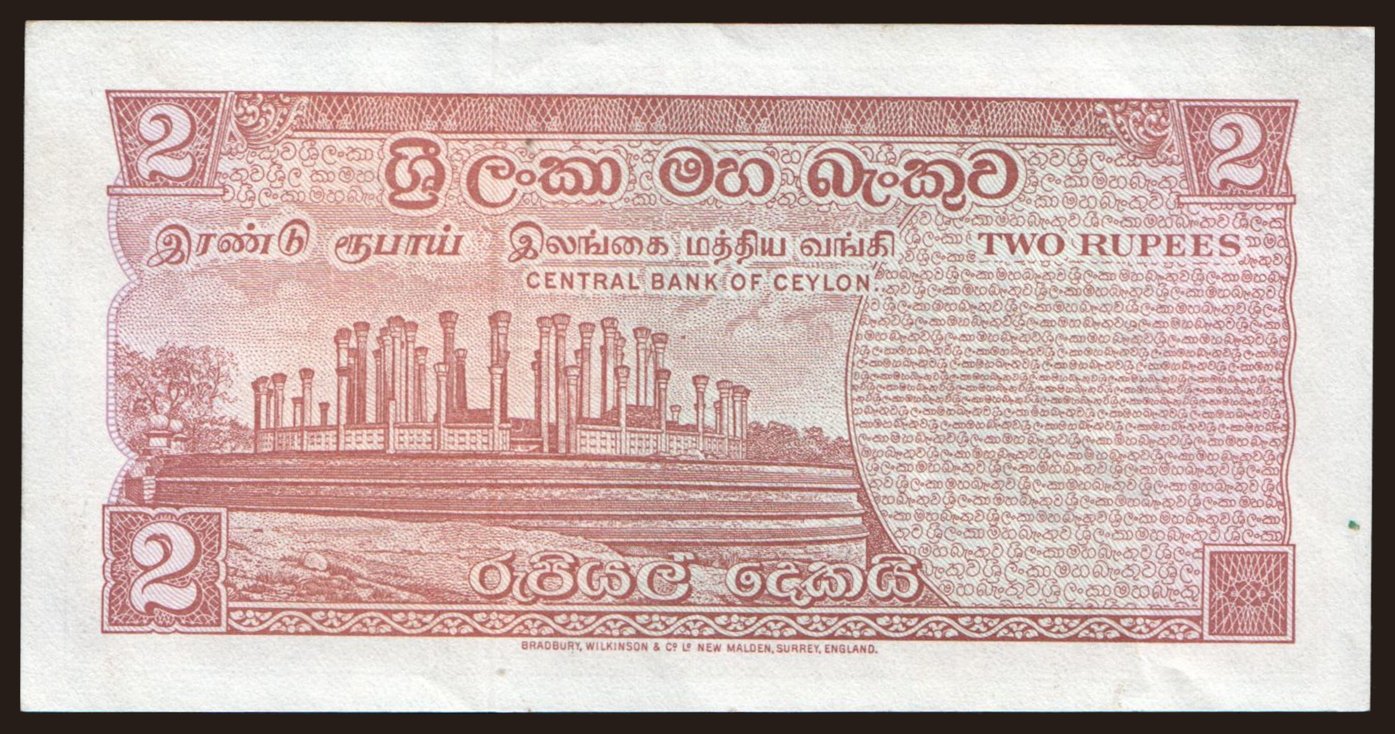 2 2
ශ්‍රී ලංකා මහ බැංකුව
இரண்டு ரூபாய் இலங்கை மத்திய வங்கி TWO RUPEES
CENTRAL BANK OF CEYLON.
2
රුපියල් දෙකයි
BRADBURY, WILKINSON & Cº Lº NEW MALDEN, SURREY, ENGLAND.